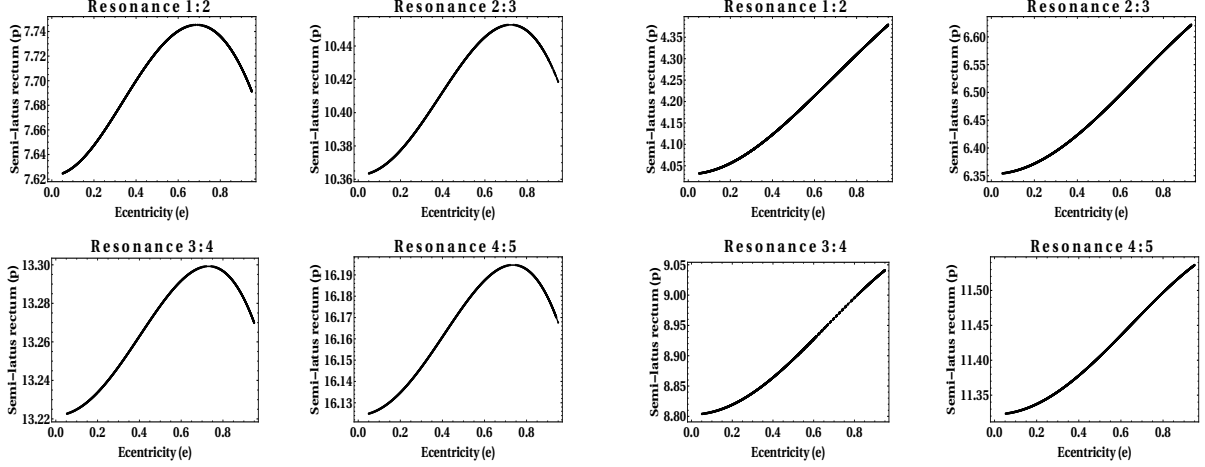 Resonance 1:2
Semi-latus rectum (p)
7.74
7.72
7.70
7.68
7.66
7.64
7.62
0.0 0.2 0.4 0.6 0.8
Eccentricity (e)
Resonance 2:3
Semi-latus rectum (p)
10.44
10.42
10.40
10.38
10.36
0.0 0.2 0.4 0.6 0.8
Eccentricity (e)
Resonance 1:2
Semi-latus rectum (p)
4.35
4.30
4.25
4.20
4.15
4.10
4.05
0.0 0.2 0.4 0.6 0.8
Eccentricity (e)
Resonance 2:3
Semi-latus rectum (p)
6.60
6.55
6.50
6.45
6.40
6.35
0.0 0.2 0.4 0.6 0.8
Eccentricity (e)
Resonance 3:4
Semi-latus rectum (p)
13.30
13.28
13.26
13.24
13.22
0.0 0.2 0.4 0.6 0.8
Eccentricity (e)
Resonance 4:5
Semi-latus rectum (p)
16.19
16.18
16.17
16.16
16.15
16.14
16.13
0.0 0.2 0.4 0.6 0.8
Eccentricity (e)
Resonance 3:4
Semi-latus rectum (p)
9.05
9.00
8.95
8.90
8.85
8.80
0.0 0.2 0.4 0.6 0.8
Eccentricity (e)
Resonance 4:5
Semi-latus rectum (p)
11.50
11.45
11.40
11.35
0.0 0.2 0.4 0.6 0.8
Eccentricity (e)